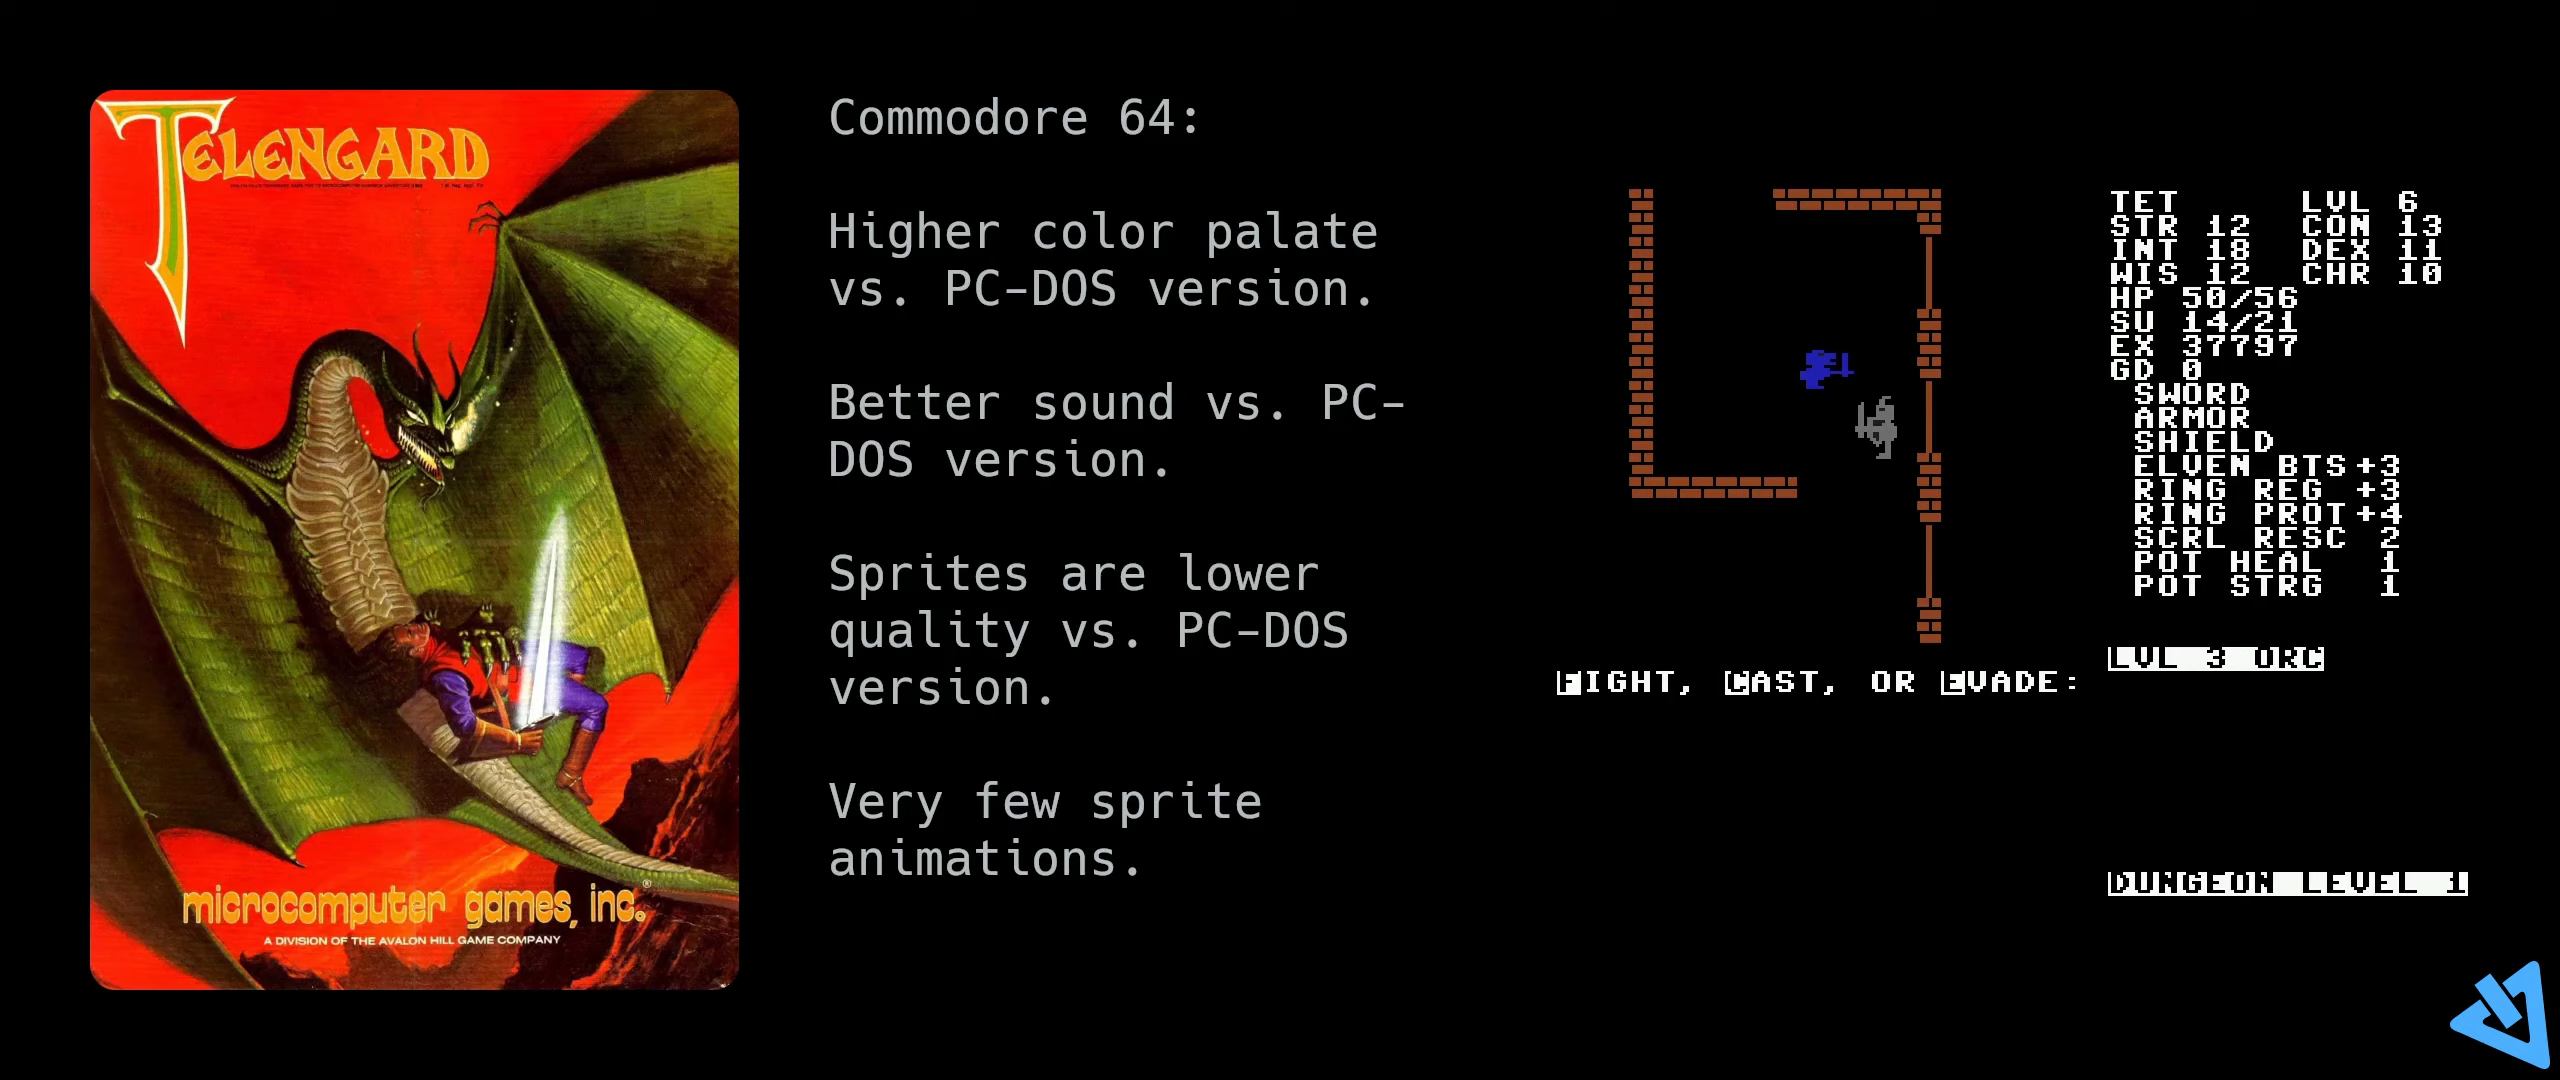 TELENGARD
microcomputer games, inc.®
A DIVISION OF THE AVALON HILL GAME COMPANY
Commodore 64:
Higher color palate
vs. PC-DOS version.
Better sound vs. PC-
DOS version.
Sprites are lower
quality vs. PC-DOS
version.
Very few sprite
animations.
FIGHT, CAST, OR EVADE:
TET LVL 6
STR 12 CON 13
INT 18 DEX 11
WIS 12 CHR 10
HP 50/56
SU 14/21
EX 37797
GD 0
SWORD
ARMOR
SHIELD
ELVEN BTS+3
RING REG +3
RING PROT+4
SCRL RESC 2
POT HEAL 1
POT STRG 1
LVL 3 ORC
DUNGEON LEVEL 1